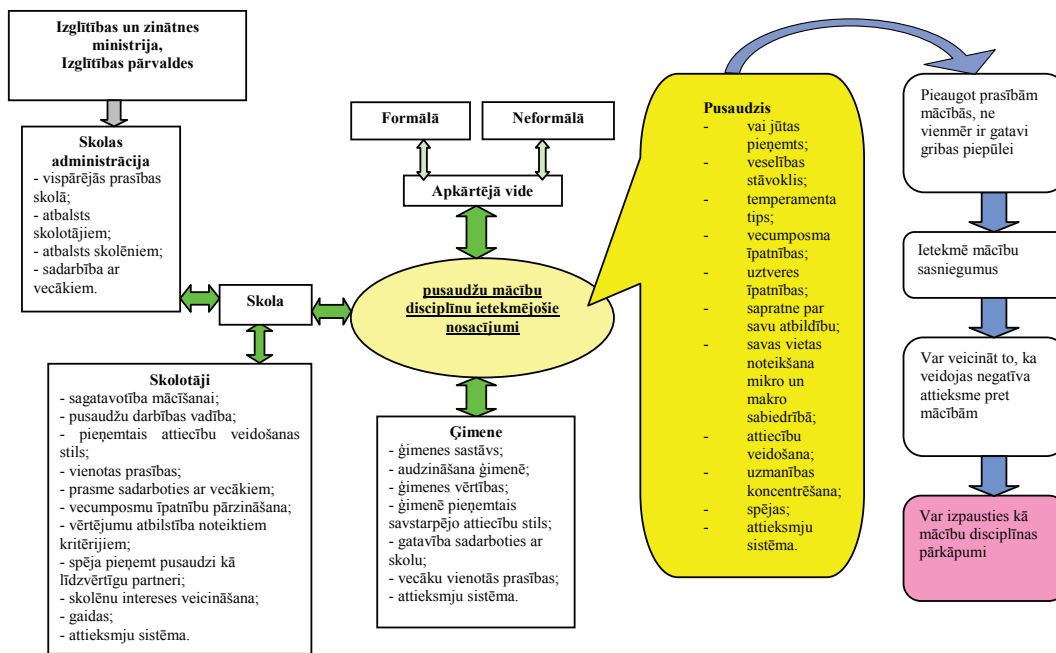 Izglītības un zinātnes
ministrija,
Izglītības pārvaldes
Skolas
administrācija
- vispārējās prasības
skolā;
- atbalsts
skolotājiem;
- atbalsts skolēniem;
- sadarbība ar
vecākiem.
Skola
Skolotāji
- sagatavotība mācīšanai;
- pusaudžu darbības vadība;
- pieņemtais attiecību veidošanas
stils;
- vienotas prasības;
- prasme sadarboties ar vecākiem;
- vecumposmu īpatnību pārzināšana;
- vērtējumu atbilstība noteiktiem
kritērijiem;
- spēja pieņemt pusaudzi kā
līdzvērtīgu partneri;
- skolēnu intereses veicināšana;
- gaidas;
- attieksmju sistēma.
Formālā
Neformālā
Apkārtējā vide
pusaudžu mācību
disciplīnu ietekmējošie
nosacījumi
Ģimene
- ģimenes sastāvs;
- audzināšana ģimenē;
- ģimenes vērtības;
- ģimenē pieņemtais
savstarpējo attiecību stils;
- gatavība sadarboties ar
skolu;
- vecāku vienotās prasības;
- attieksmju sistēma.
Pusaudzis
- vai jūtas
pieņemts;
- veselības
stāvoklis;
- temperamenta
tips;
- vecumposma
īpatnības;
- uztveres
īpatnības;
- sapratne par
savu atbildību;
- savas vietas
noteikšana
mikro un
makro
sabiedrībā;
- attiecību
veidošana;
- uzmanības
koncentrēšana;
- spējas;
- attieksmju
sistēma.
Pieaugot prasībām
mācībās, ne
vienmēr ir gatavi
gribas piepūlei
Ietekmē mācību
sasniegumus
Var veicināt to, ka
veidojas negatīva
attieksme pret
mācībām
Var izpausties kā
mācību disciplīnas
pārkāpumi